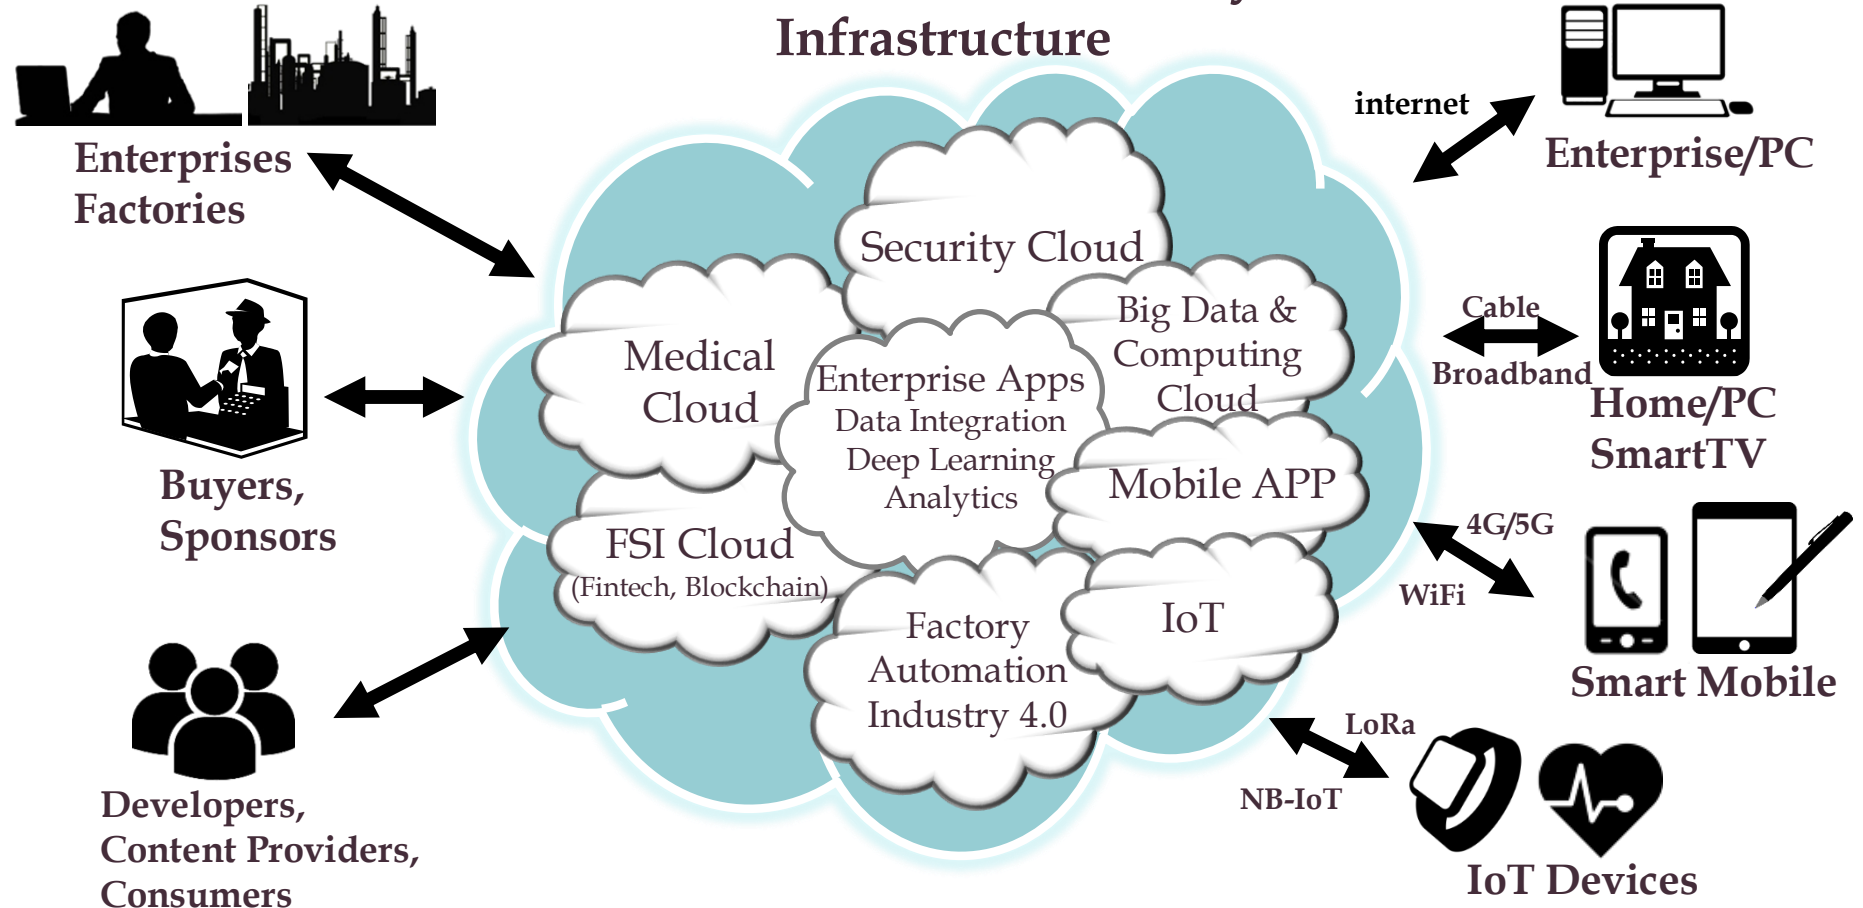 Infrastructure
Enterprises
Factories
Buyers,
Sponsors
Developers,
Content Providers,
Consumers
Security Cloud
Medical
Cloud
Big Data &
Computing
Cloud
Enterprise Apps
Data Integration
Deep Learning
Analytics
Mobile APP
FSI Cloud
(Fintech, Blockchain)
Factory
Automation
Industry 4.0
IoT
internet
Enterprise/PC
Cable
Broadband
Home/PC
SmartTV
4G/5G
WiFi
Smart Mobile
LoRa
NB-IoT
IoT Devices